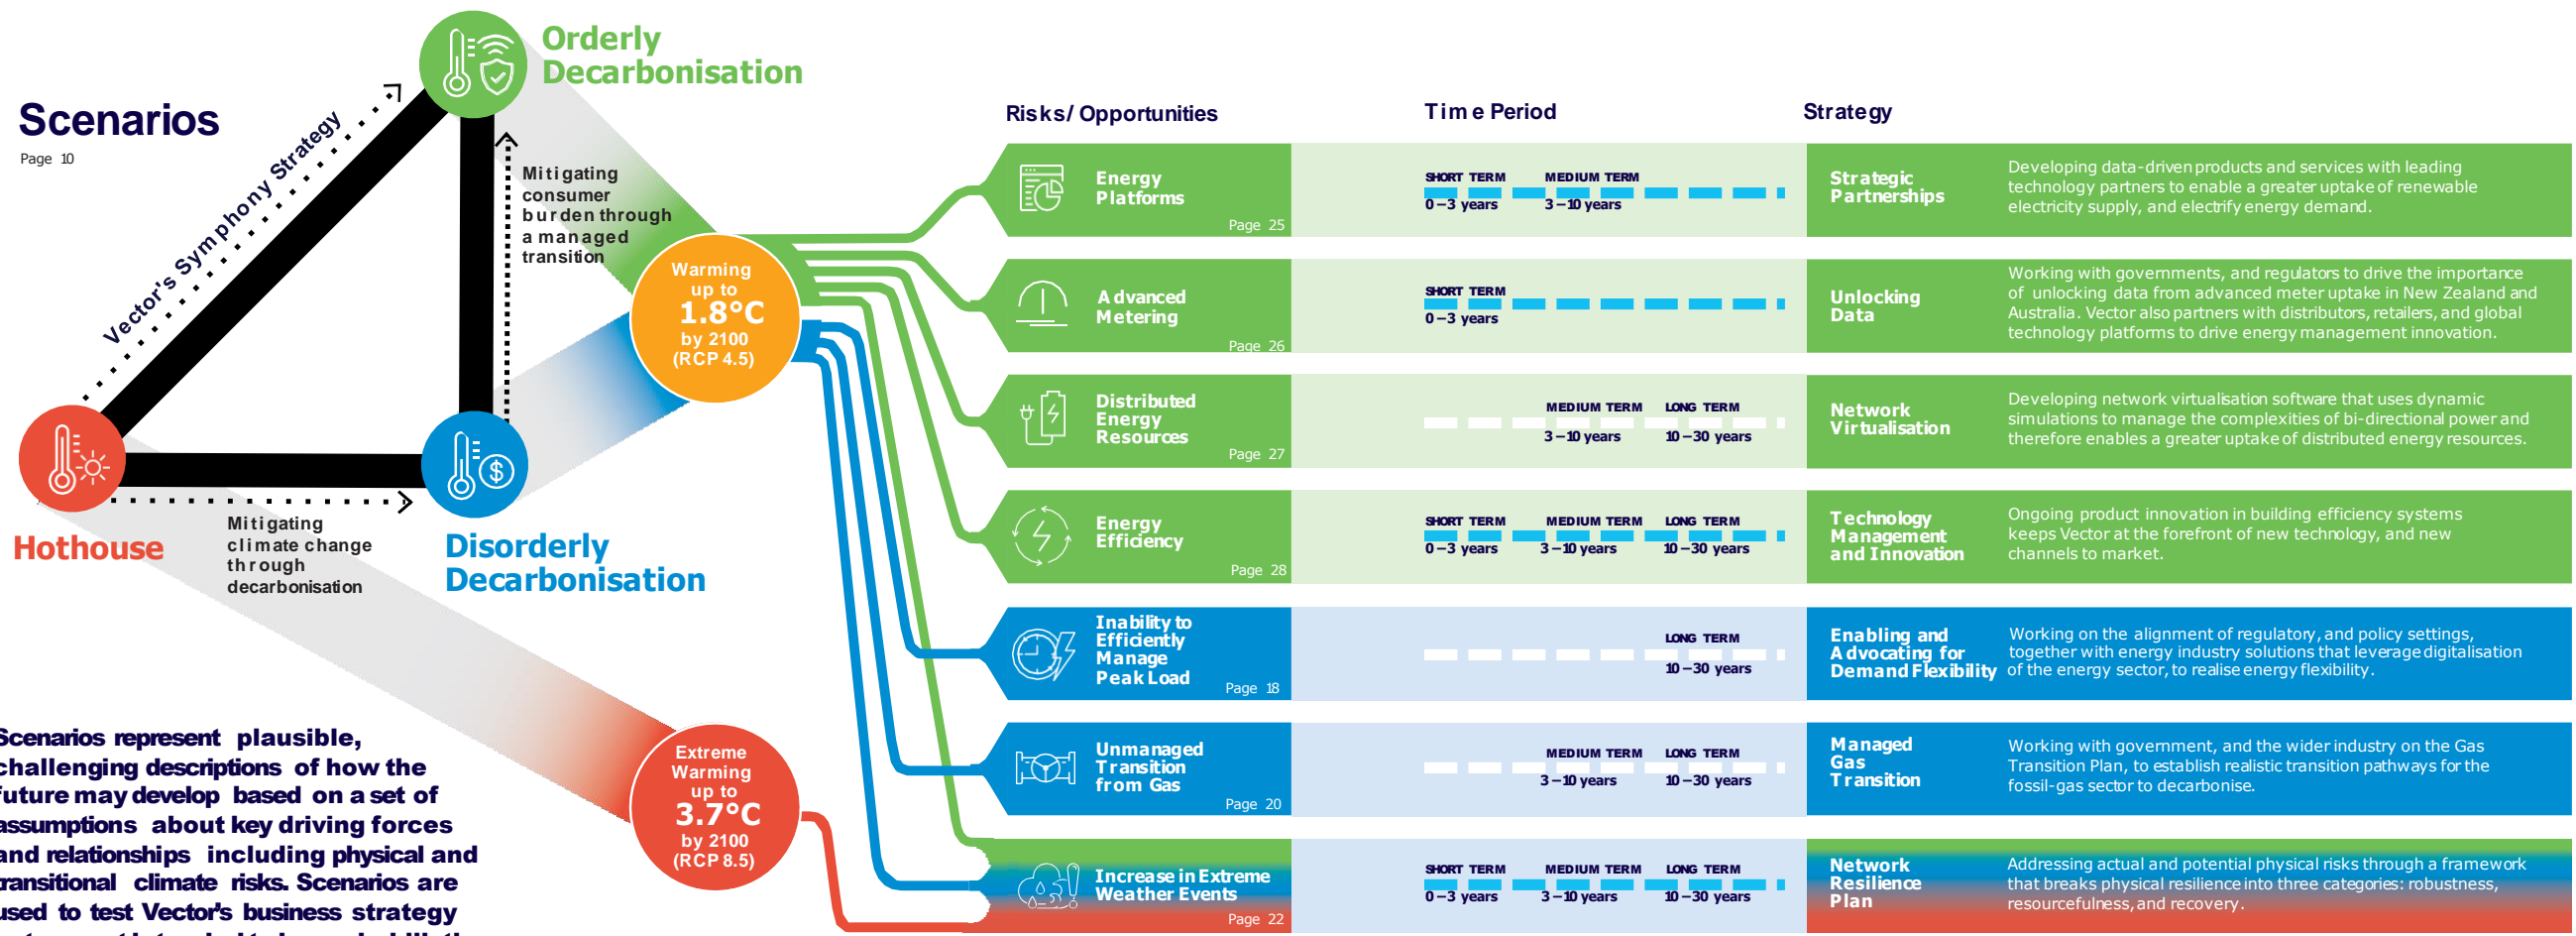 Scenarios
Page 10
Orderly
Decarbonisation
Vector's Symphony Strategy
Mitigating
consumer
burden through
a managed
transition
Hothouse
Mitigating
climate change
through
decarbonisation
Disorderly
Decarbonisation
Warming
up to
1.8°C
by 2100
(RCP 4.5)
Extreme
Warming
up to
3.7°C
by 2100
(RCP 8.5)
Scenarios represent plausible,
challenging descriptions of how the
future may develop based on a set of
assumptions about key driving forces
and relationships including physical and
transitional climate risks. Scenarios are
used to test Vector's business strategy
Risks/ Opportunities
Time Period
Strategy
Energy
Platforms
Page 25
SHORT TERM MEDIUM TERM
0–3 years 3–10 years
Strategic
Partnerships
Developing data-driven products and services with leading
technology partners to enable a greater uptake of renewable
electricity supply, and electrify energy demand.
Advanced
Metering
Page 26
SHORT TERM
0–3 years
Unlocking
Data
Working with governments, and regulators to drive the importance
of unlocking data from advanced meter uptake in New Zealand and
Australia. Vector also partners with distributors, retailers, and global
technology platforms to drive energy management innovation.
Distributed
Energy
Resources
Page 27
MEDIUM TERM LONG TERM
3–10 years 10–30 years
Network
Virtualisation
Developing network virtualisation software that uses dynamic
simulations to manage the complexities of bi-directional power and
therefore enables a greater uptake of distributed energy resources.
Energy
Efficiency
Page 28
SHORT TERM MEDIUM TERM LONG TERM
0–3 years 3–10 years 10–30 years
Technology
Management
and Innovation
Ongoing product innovation in building efficiency systems
keeps Vector at the forefront of new technology, and new
channels to market.
Inability to
Efficiently
Manage
Peak Load
Page 18
LONG TERM
10–30 years
Enabling and
Advocating for
Demand Flexibility
Working on the alignment of regulatory, and policy settings,
together with energy industry solutions that leverage digitalisation
of the energy sector, to realise energy flexibility.
Unmanaged
Transition
from Gas
Page 20
MEDIUM TERM LONG TERM
3–10 years 10–30 years
Managed
Gas
Transition
Working with government, and the wider industry on the Gas
Transition Plan, to establish realistic transition pathways for the
fossil-gas sector to decarbonise.
Increase in Extreme
Weather Events
Page 22
SHORT TERM MEDIUM TERM LONG TERM
0–3 years 3–10 years 10–30 years
Network
Resilience
Plan
Addressing actual and potential physical risks through a framework
that breaks physical resilience into three categories: robustness,
resourcefulness, and recovery.